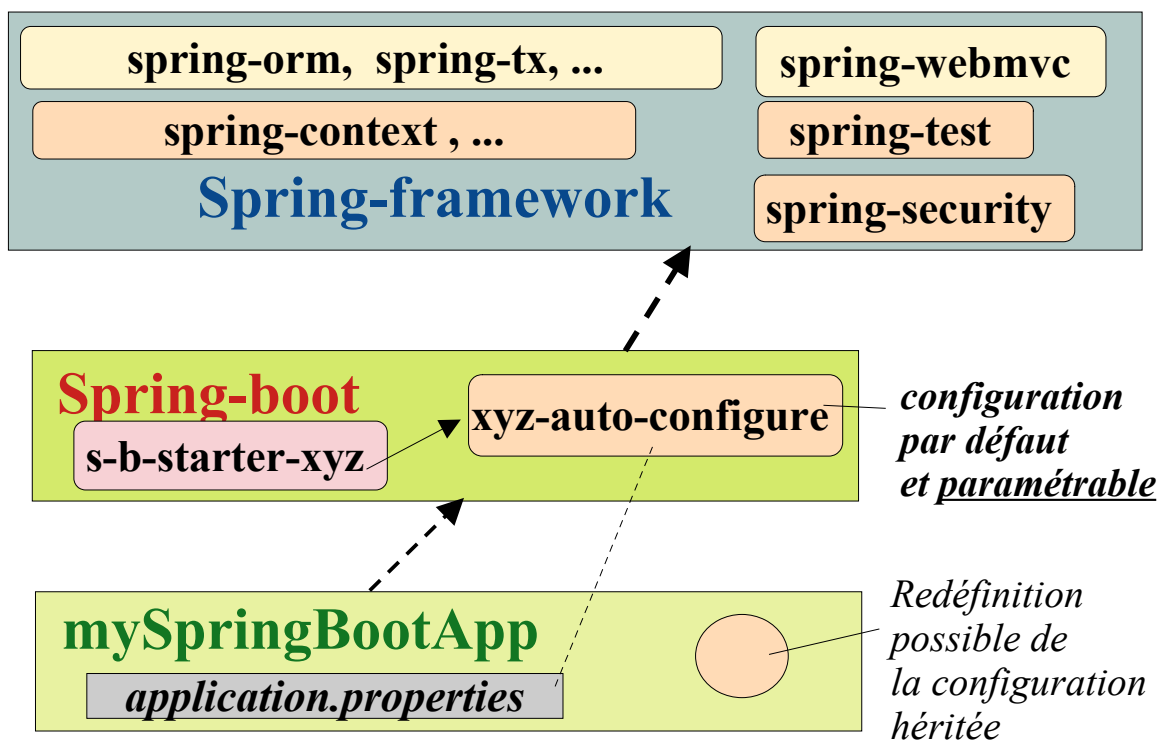 spring-orm, spring-tx, ...
spring-webmvc
spring-context , ...
spring-test
Spring-framework
spring-security
Spring-boot
xyz-auto-configure
s-b-starter-xyz
configuration
par défaut
et paramétrable
mySpringBootApp
application.properties
Redéfinition
possible de
la configuration
héritée